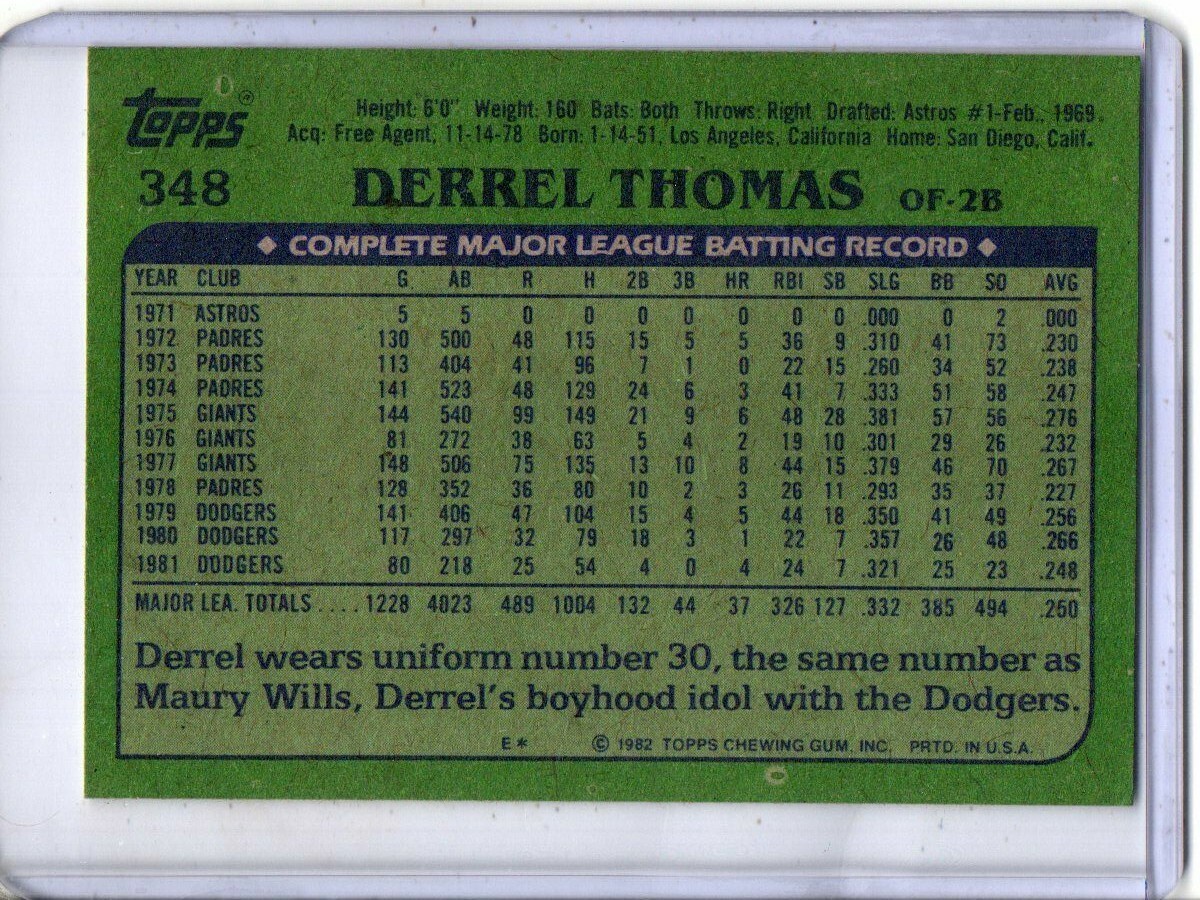 Topps®
Height: 6'0" Weight: 160 Bats: Both Throws: Right Drafted: Astros #1-Feb., 1969.
Acq: Free Agent, 11-14-78 Born: 1-14-51, Los Angeles, California Home: San Diego, Calif.
348 DERREL THOMAS OF-2B
◆ COMPLETE MAJOR LEAGUE BATTING RECORD ◆
YEAR CLUB G AB R H 2B 3B HR RBI SB SLG BB SO AVG
1971 ASTROS 5 5 0 0 0 0 0 0 0 .000 0 2 .000
1972 PADRES 130 500 48 115 15 5 5 36 9 .310 41 73 .230
1973 PADRES 113 404 41 96 7 1 0 22 15 .260 34 52 .238
1974 PADRES 141 523 48 129 24 6 3 41 7 .333 51 58 .247
1975 GIANTS 144 540 99 149 21 9 6 48 28 .381 57 56 .276
1976 GIANTS 81 272 38 63 5 4 2 19 10 .301 29 26 .232
1977 GIANTS 148 506 75 135 13 10 8 44 15 .379 46 70 .267
1978 PADRES 128 352 36 80 10 2 3 26 11 .293 35 37 .227
1979 DODGERS 141 406 47 104 15 4 5 44 18 .350 41 49 .256
1980 DODGERS 117 297 32 79 18 3 1 22 7 .357 26 48 .266
1981 DODGERS 80 218 25 54 4 0 4 24 7 .321 25 23 .248
MAJOR LEA. TOTALS .... 1228 4023 489 1004 132 44 37 326 127 .332 385 494 .250
Derrel wears uniform number 30, the same number as
Maury Wills, Derrel's boyhood idol with the Dodgers.
E* © 1982 TOPPS CHEWING GUM, INC. PRTD. IN U.S.A.